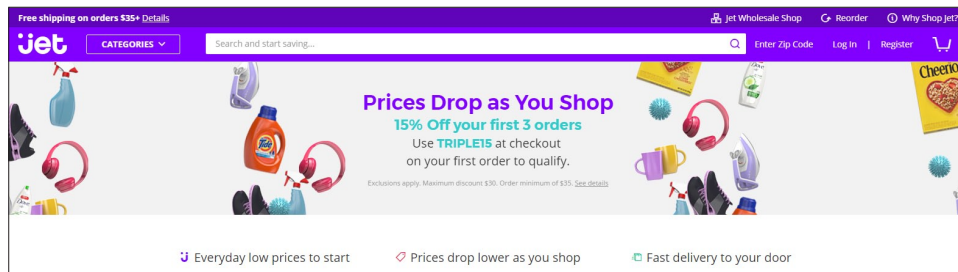 Free shipping on orders $35+ Details
Jet Wholesale Shop
Reorder
Why Shop Jet?
jet
CATEGORIES
Search and start saving...
Enter Zip Code
Log In | Register
Prices Drop as You Shop
15% Off your first 3 orders
Use TRIPLE15 at checkout
on your first order to qualify.
Exclusions apply. Maximum discount $30. Order minimum of $35. See details
Tide
Cheerio
Everyday low prices to start
Prices drop lower as you shop
Fast delivery to your door